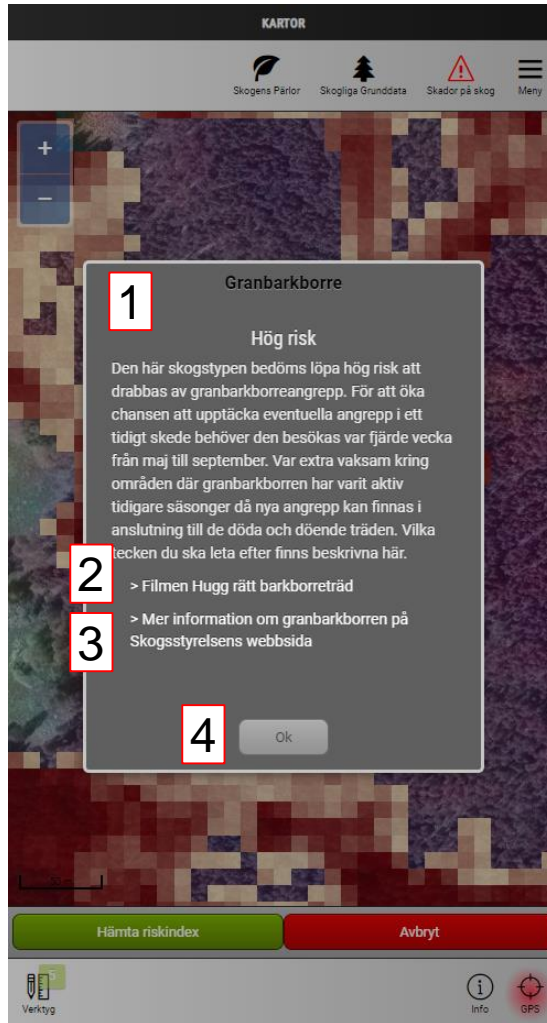 KARTOR
Skogens Pärlor
Skogliga Grunddata
Skador på skog
Meny
+
−
1
Granbarkborre
Hög risk
Den här skogstypen bedöms löpa hög risk att
drabbas av granbarkborreangrepp. För att öka
chansen att upptäcka eventuella angrepp i ett
tidigt skede behöver den besökas var fjärde vecka
från maj till september. Var extra vaksam kring
områden där granbarkborren har varit aktiv
tidigare säsonger då nya angrepp kan finnas i
anslutning till de döda och döende träden. Vilka
tecken du ska leta efter finns beskrivna här.
2
> Filmen Hugg rätt barkborreträd
3
> Mer information om granbarkborren på
Skogsstyrelsens webbsida
4
Ok
Hämta riskindex
Avbryt
Verktyg
Info
GPS